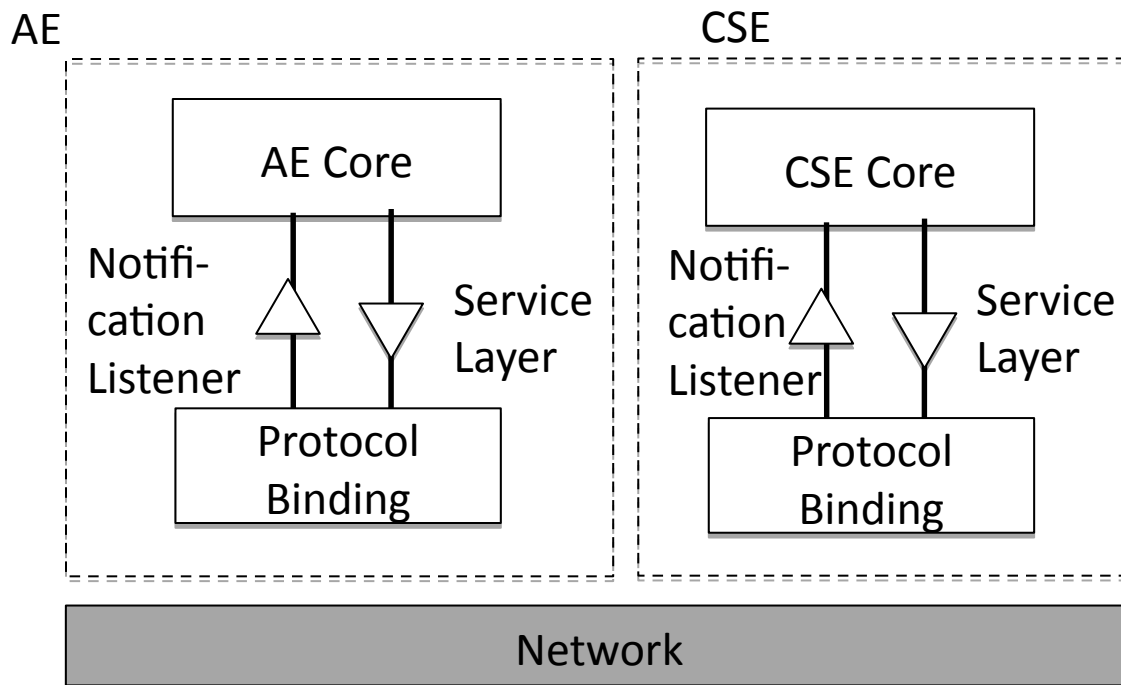 AE
AE Core
Notifi-
cation
Listener
Service
Layer
Protocol
Binding
CSE
CSE Core
Notifi-
cation
Listener
Service
Layer
Protocol
Binding
Network